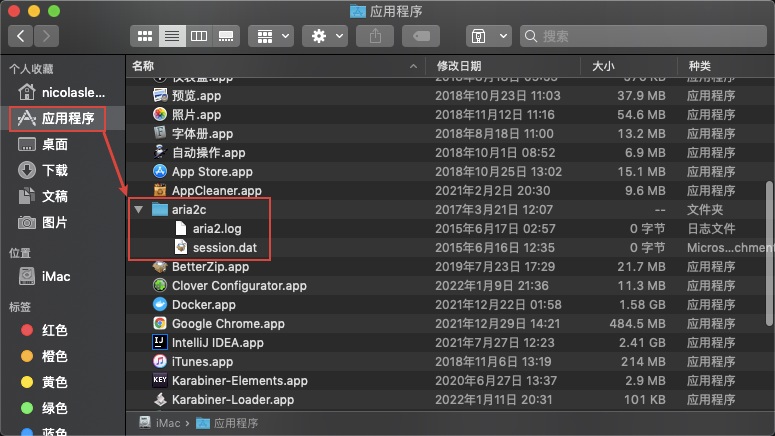 应用程序
搜索
个人收藏
nicolasle...
应用程序
桌面
下载
文稿
图片
位置
iMac
标签
红色
橙色
黄色
绿色
名称 修改日期 大小 种类
预览.app 2018年10月23日 11:03 37.9 MB 应用程序
照片.app 2018年11月12日 11:16 54.6 MB 应用程序
字体册.app 2018年8月18日 11:00 13.2 MB 应用程序
自动操作.app 2018年10月1日 08:52 6.9 MB 应用程序
App Store.app 2018年10月25日 13:02 15.1 MB 应用程序
AppCleaner.app 2021年2月2日 20:30 9.6 MB 应用程序
aria2c 2017年3月21日 12:07 -- 文件夹
aria2.log 2015年6月17日 02:57 0 字节 日志文件
session.dat 2015年6月16日 12:35 0 字节 Micros...chment
BetterZip.app 2019年7月23日 17:29 21.7 MB 应用程序
Clover Configurator.app 2022年1月9日 21:36 11.3 MB 应用程序
Docker.app 2021年12月22日 01:58 1.58 GB 应用程序
Google Chrome.app 2021年12月29日 14:21 484.5 MB 应用程序
IntelliJ IDEA.app 2021年7月27日 12:23 2.41 GB 应用程序
iTunes.app 2018年11月6日 13:19 214 MB 应用程序
Karabiner-Elements.app 2020年6月27日 13:37 2.9 MB 应用程序
Karabiner-Loader.app 2022年1月11日 20:31 101 KB 应用程序
iMac › 应用程序